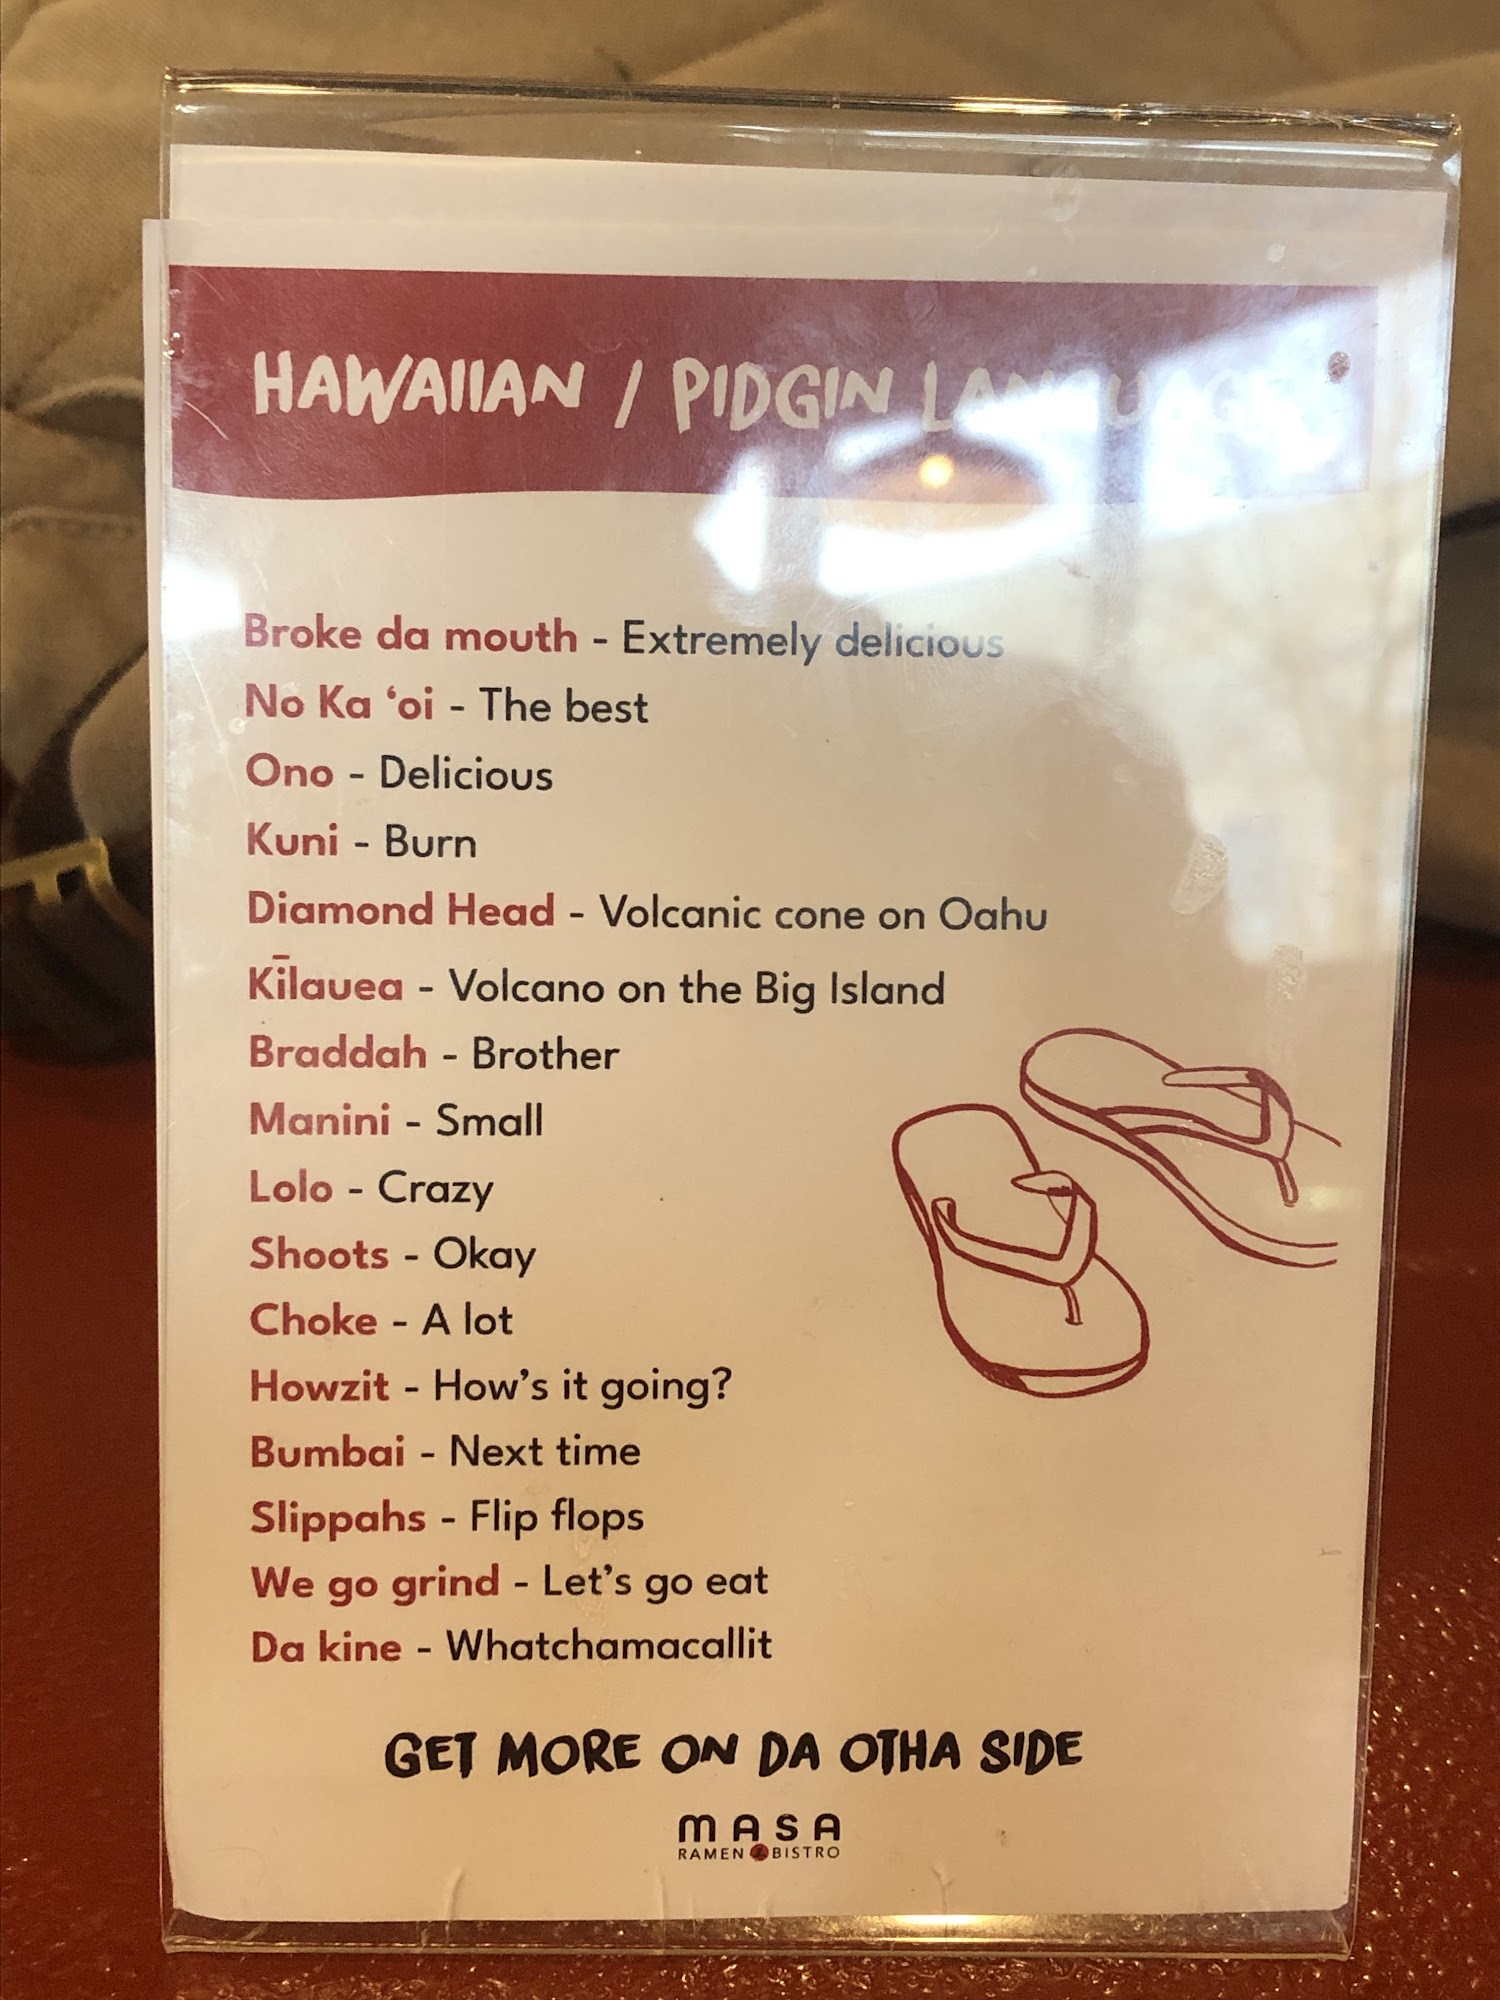 HAWAIIAN / PIDGIN LANGUAGE
Broke da mouth - Extremely delicious
No Ka ‘oi - The best
Ono - Delicious
Kuni - Burn
Diamond Head - Volcanic cone on Oahu
Kīlauea - Volcano on the Big Island
Braddah - Brother
Manini - Small
Lolo - Crazy
Shoots - Okay
Choke - A lot
Howzit - How’s it going?
Bumbai - Next time
Slippahs - Flip flops
We go grind - Let’s go eat
Da kine - Whatchamacallit
GET MORE ON DA OTHA SIDE
MASA
RAMEN BISTRO